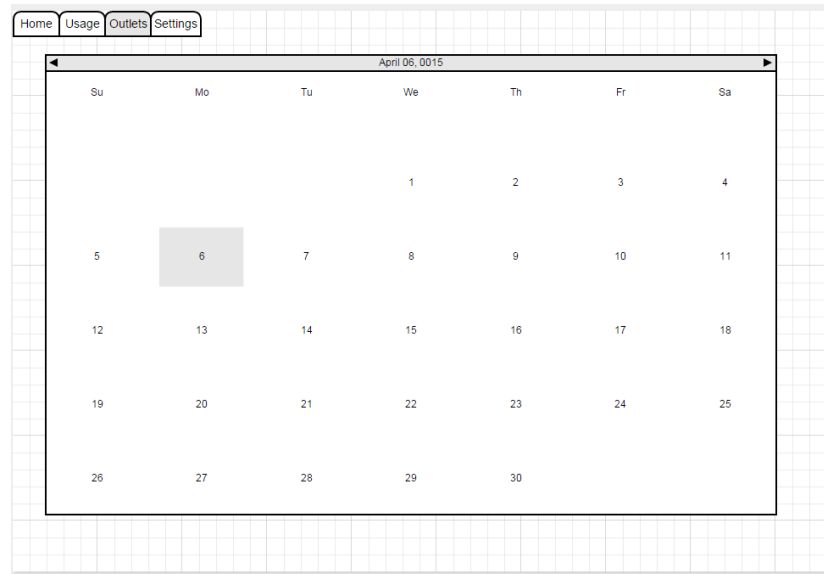 Home Usage Outlets Settings
◀ April 06, 0015 ▶
Su Mo Tu We Th Fr Sa
1 2 3 4
5 6 7 8 9 10 11
12 13 14 15 16 17 18
19 20 21 22 23 24 25
26 27 28 29 30